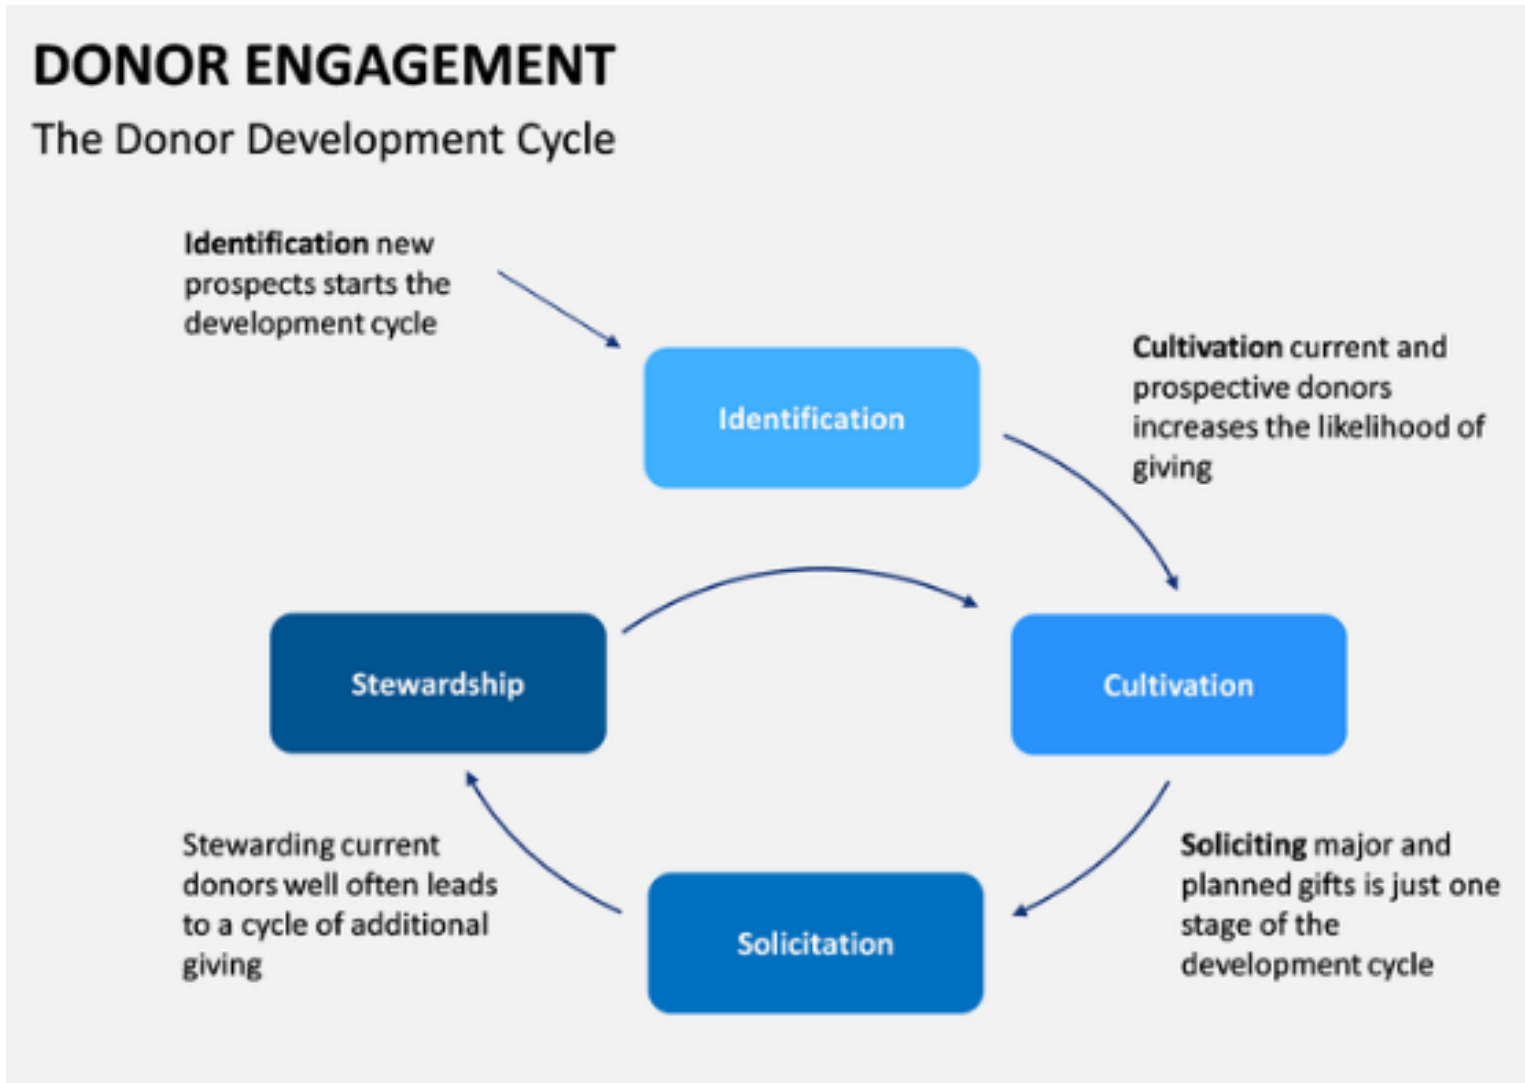 DONOR ENGAGEMENT
The Donor Development Cycle
Identification new
prospects starts the
development cycle
Identification
Cultivation current and
prospective donors
increases the likelihood of
giving
Stewardship
Cultivation
Stewarding current
donors well often leads
to a cycle of additional
giving
Solicitation
Soliciting major and
planned gifts is just one
stage of the
development cycle